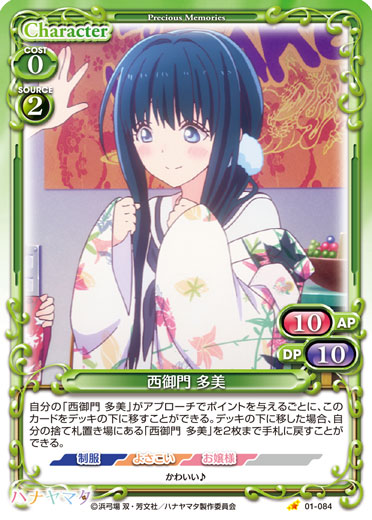 Precious Memories
Character
COST
0
SOURCE
2
10 AP
DP 10
西御門 多美
自分の「西御門 多美」がアプローチでポイントを与えるごとに、この
カードをデッキの下に移すことができる。デッキの下に移した場合、自
分の捨て札置き場にある「西御門 多美」を2枚まで手札に戻すことが
できる。
制服 よさこい お嬢様
かわいい♪
ハナヤマタ
01-084
©浜弓場 双・芳文社/ハナヤマタ製作委員会